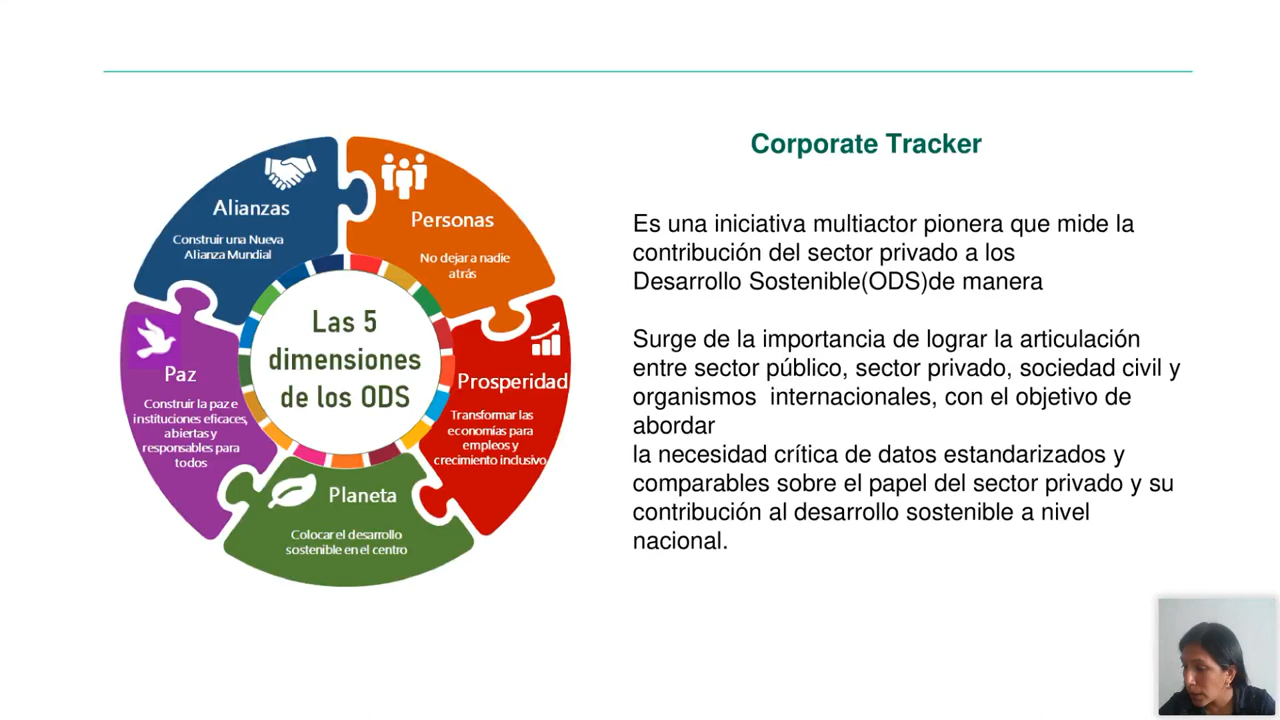 Corporate Tracker
Alianzas
Construir una Nueva
Alianza Mundial
Personas
No dejar a nadie
atrás
Las 5
dimensiones
de los ODS
Paz
Construir la paz e
instituciones eficaces,
abiertas y
responsables para
todos
Prosperidad
Transformar las
economías para
empleos y
crecimiento inclusivo
Planeta
Colocar el desarrollo
sostenible en el centro
Es una iniciativa multiactor pionera que mide la
contribución del sector privado a los
Desarrollo Sostenible(ODS)de manera
Surge de la importancia de lograr la articulación
entre sector público, sector privado, sociedad civil y
organismos  internacionales, con el objetivo de
abordar
la necesidad crítica de datos estandarizados y
comparables sobre el papel del sector privado y su
contribución al desarrollo sostenible a nivel
nacional.